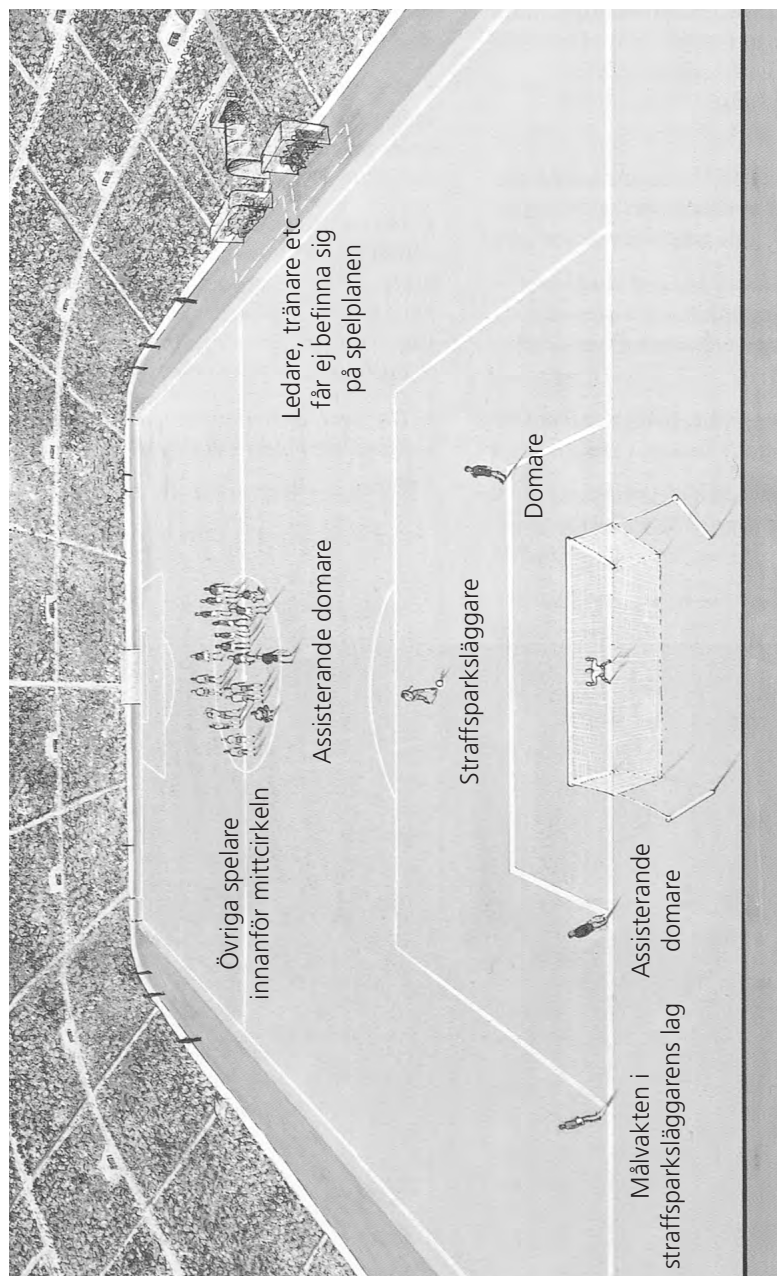 Ledare, tränare etc
får ej befinna sig
på spelplanen
Övriga spelare
innanför mittcirkeln
Assisterande domare
Straffsparksläggare
Domare
Assisterande
domare
Målvakten i
straffsparksläggarens lag